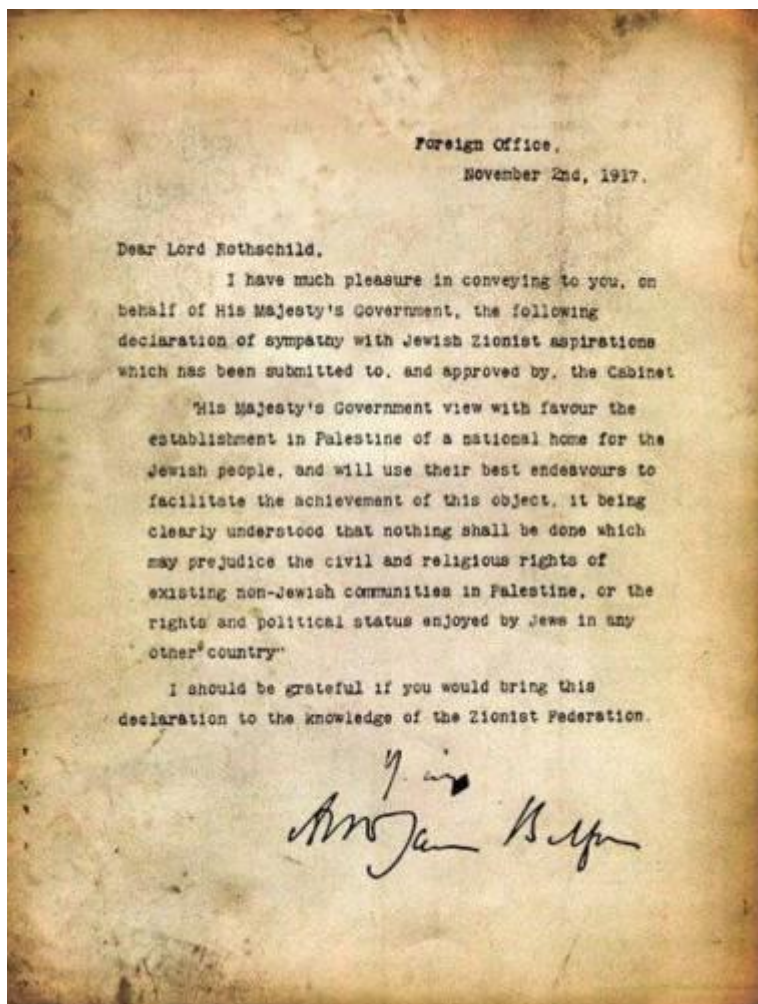 Foreign Office,
November 2nd, 1917.
Dear Lord Rothschild,
I have much pleasure in conveying to you, on
behalf of His Majesty's Government, the following
declaration of sympathy with Jewish Zionist aspirations
which has been submitted to, and approved by, the Cabinet
"His Majesty's Government view with favour the
establishment in Palestine of a national home for the
Jewish people, and will use their best endeavours to
facilitate the achievement of this object, it being
clearly understood that nothing shall be done which
may prejudice the civil and religious rights of
existing non-Jewish communities in Palestine, or the
rights and political status enjoyed by Jews in any
other country"
I should be grateful if you would bring this
declaration to the knowledge of the Zionist Federation.